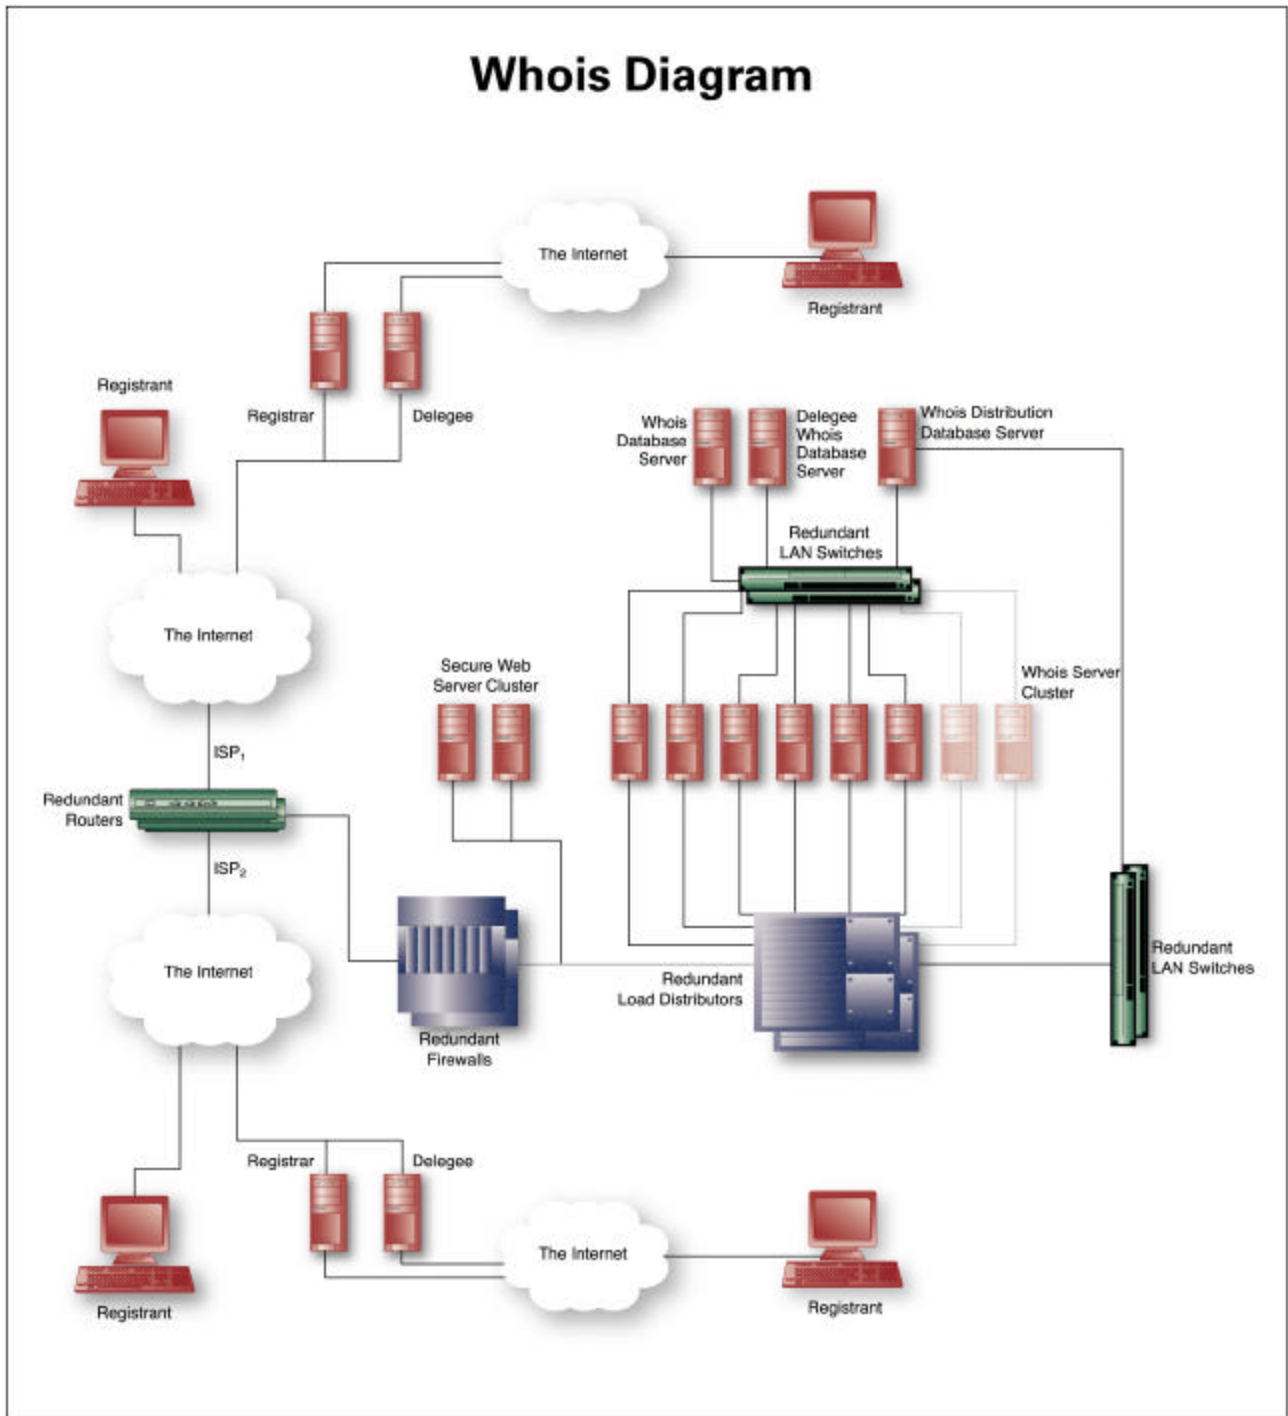 Whois Diagram
The Internet
Registrant
Registrant
Registrar
Delegee
Whois
Database
Server
Delegee
Whois
Database
Server
Whois Distribution
Database Server
Redundant
LAN Switches
The Internet
Secure Web
Server Cluster
Whois Server
Cluster
ISP1
Redundant
Routers
ISP2
The Internet
Redundant
Load Distributors
Redundant
LAN Switches
Redundant
Firewalls
Registrar
Delegee
The Internet
Registrant
Registrant